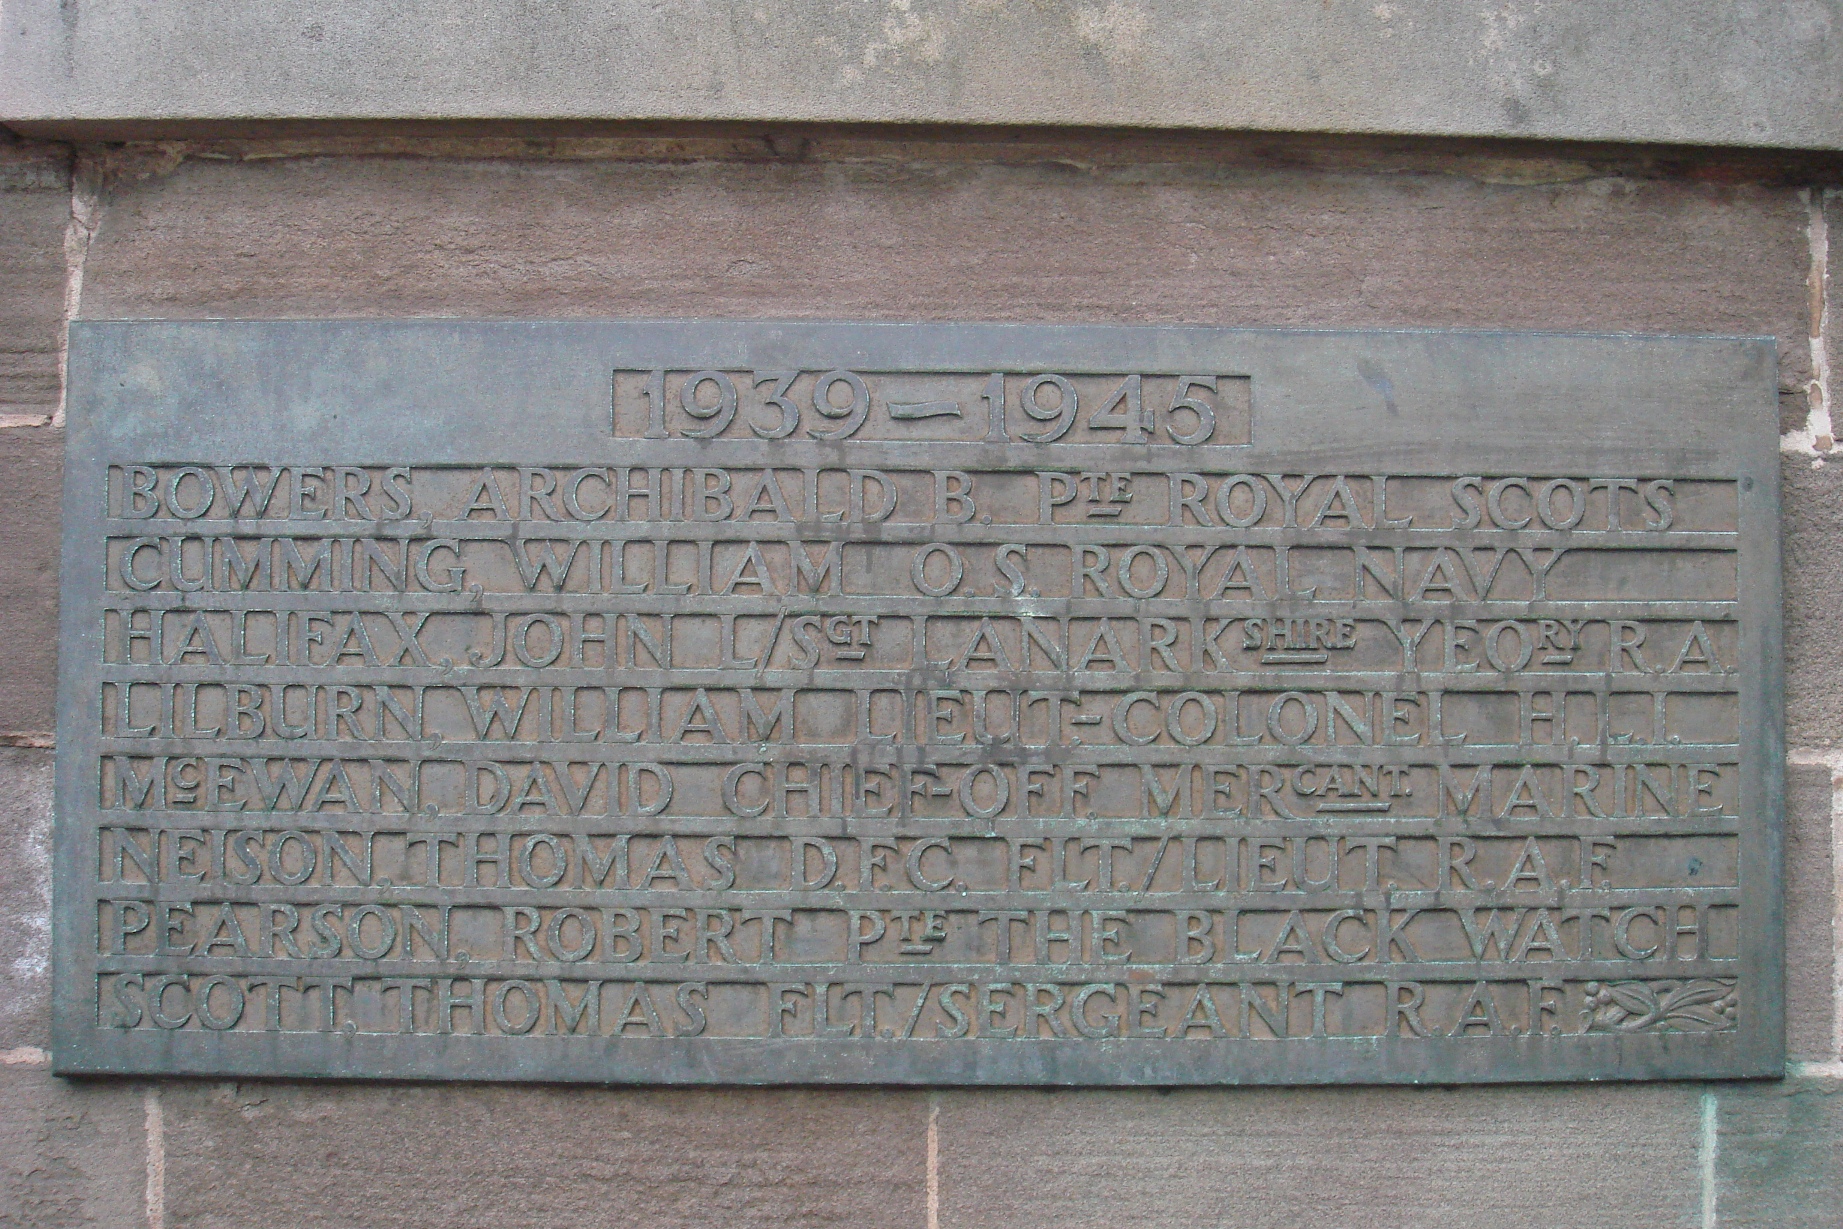 1939–1945
BOWERS, ARCHIBALD B. PTE ROYAL SCOTS
CUMMING, WILLIAM O.S. ROYAL NAVY
HALIFAX, JOHN L/SGT LANARKSHIRE YEORY R.A.
LILBURN, WILLIAM LIEUT-COLONEL H.L.I.
McEWAN, DAVID CHIEF-OFF. MERCANT. MARINE
NEISON, THOMAS D.F.C. FLT./LIEUT. R.A.F.
PEARSON, ROBERT PTE THE BLACK WATCH
SCOTT, THOMAS FLT./SERGEANT R.A.F.